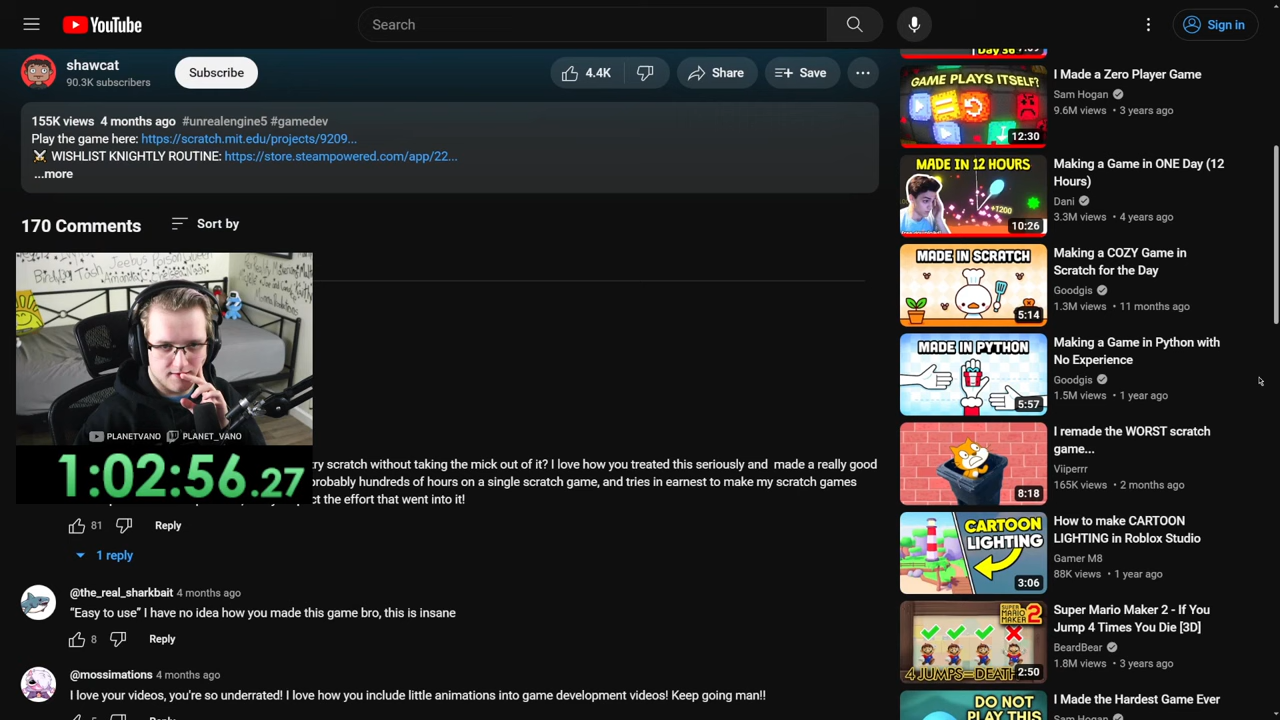 YouTube
Search
Sign in
shawcat
90.3K subscribers
Subscribe
4.4K
Share
Save
155K views 4 months ago #unrealengine5 #gamedev
Play the game here: https://scratch.mit.edu/projects/9209...
⚔️ WISHLIST KNIGHTLY ROUTINE: https://store.steampowered.com/app/22...
...more
170 Comments
Sort by
PLANETVANO PLANET_VANO
1:02:56.27
try scratch without taking the mick out of it? I love how you treated this seriously and made a really good
probably hundreds of hours on a single scratch game, and tries in earnest to make my scratch games
the effort that went into it!
81
Reply
1 reply
@the_real_sharkbait 4 months ago
“Easy to use” I have no idea how you made this game bro, this is insane
8
Reply
@mossimations 4 months ago
I love your videos, you're so underrated! I love how you include little animations into game development videos! Keep going man!!
Day 36
GAME PLAYS ITSELF?
12:30
I Made a Zero Player Game
Sam Hogan
9.6M views • 3 years ago
MADE IN 12 HOURS
+1200
10:26
Making a Game in ONE Day (12
Hours)
Dani
3.3M views • 4 years ago
MADE IN SCRATCH
5:14
Making a COZY Game in
Scratch for the Day
Goodgis
1.3M views • 11 months ago
MADE IN PYTHON
5:57
Making a Game in Python with
No Experience
Goodgis
1.5M views • 1 year ago
8:18
I remade the WORST scratch
game...
Viiperrr
165K views • 2 months ago
CARTOON
LIGHTING
3:06
How to make CARTOON
LIGHTING in Roblox Studio
Gamer M8
88K views • 1 year ago
SUPER
MARIO
MAKER 2
4 JUMPS=DEATH
2:50
Super Mario Maker 2 - If You
Jump 4 Times You Die [3D]
BeardBear
1.8M views • 3 years ago
DO NOT
PLAY THIS
I Made the Hardest Game Ever
Sam Hogan